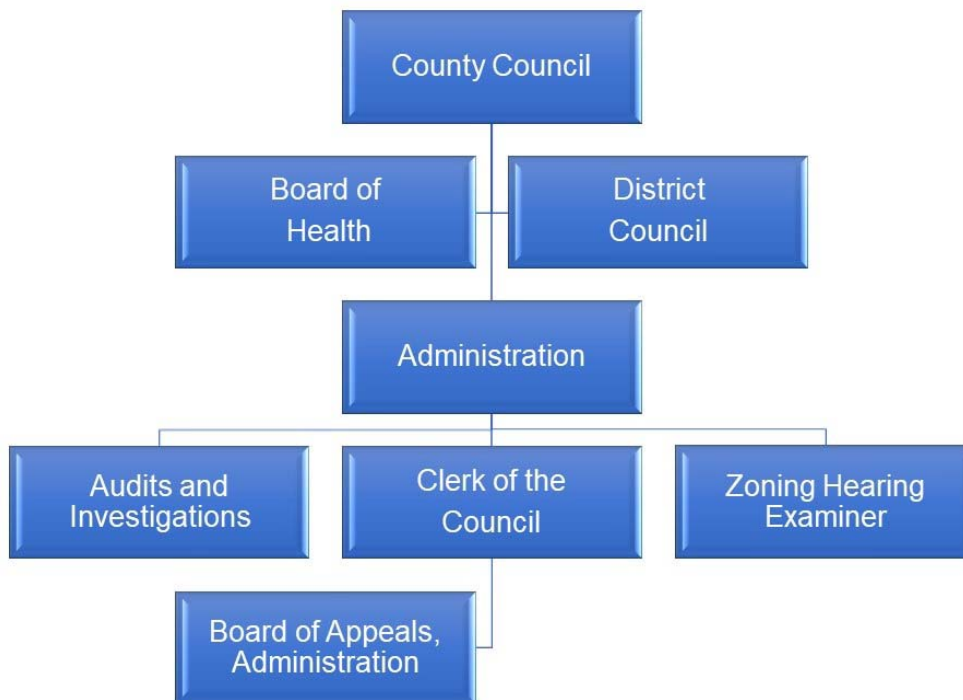 County Council
Board of
Health
District
Council
Administration
Audits and
Investigations
Clerk of the
Council
Zoning Hearing
Examiner
Board of Appeals,
Administration